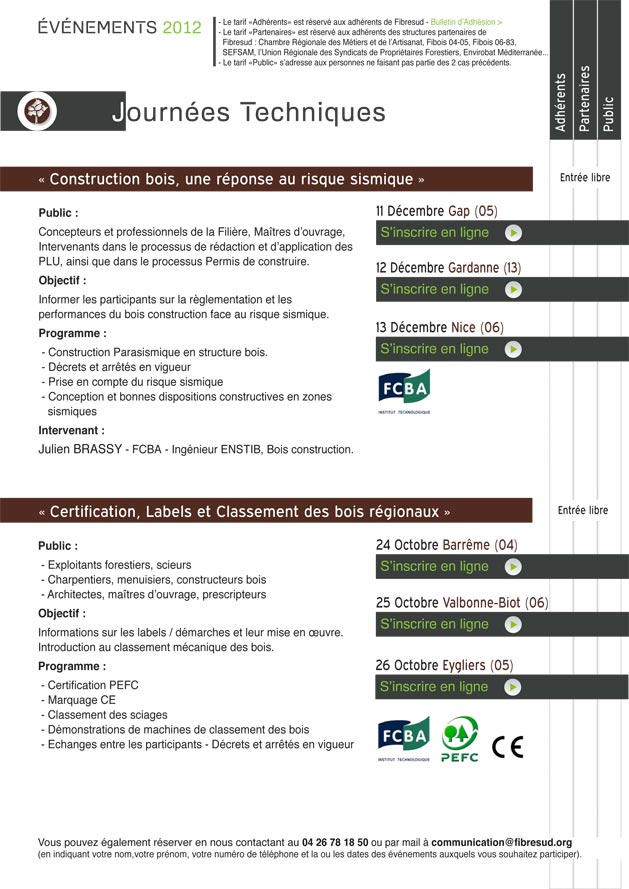 ÉVÉNEMENTS 2012
- Le tarif «Adhérents» est réservé aux adhérents de Fibresud - Bulletin d'Adhésion >
- Le tarif «Partenaires» est réservé aux adhérents des structures partenaires de
Fibresud : Chambre Régionale des Métiers et de l'Artisanat, Fibois 04-05, Fibois 06-83,
SEFSAM, l'Union Régionale des Syndicats de Propriétaires Forestiers, Envirobat Méditerranée...
- Le tarif «Public» s'adresse aux personnes ne faisant pas partie des 2 cas précédents.
Adhérents
Partenaires
Public
Journées Techniques
« Construction bois, une réponse au risque sismique »
Entrée libre
Public :
Concepteurs et professionnels de la Filière, Maîtres d'ouvrage,
Intervenants dans le processus de rédaction et d'application des
PLU, ainsi que dans le processus Permis de construire.
Objectif :
Informer les participants sur la règlementation et les
performances du bois construction face au risque sismique.
Programme :
- Construction Parasismique en structure bois.
- Décrets et arrêtés en vigueur
- Prise en compte du risque sismique
- Conception et bonnes dispositions constructives en zones
sismiques
Intervenant :
Julien BRASSY - FCBA - Ingénieur ENSTIB, Bois construction.
11 Décembre Gap (05)
S'inscrire en ligne
12 Décembre Gardanne (13)
S'inscrire en ligne
13 Décembre Nice (06)
S'inscrire en ligne
FCBA
INSTITUT TECHNOLOGIQUE
« Certification, Labels et Classement des bois régionaux »
Entrée libre
Public :
- Exploitants forestiers, scieurs
- Charpentiers, menuisiers, constructeurs bois
- Architectes, maîtres d'ouvrage, prescripteurs
Objectif :
Informations sur les labels / démarches et leur mise en œuvre.
Introduction au classement mécanique des bois.
Programme :
- Certification PEFC
- Marquage CE
- Classement des sciages
- Démonstrations de machines de classement des bois
- Echanges entre les participants - Décrets et arrêtés en vigueur
24 Octobre Barrême (04)
S'inscrire en ligne
25 Octobre Valbonne-Biot (06)
S'inscrire en ligne
26 Octobre Eygliers (05)
S'inscrire en ligne
FCBA
INSTITUT TECHNOLOGIQUE
PEFC
CE
Vous pouvez également réserver en nous contactant au 04 26 78 18 50 ou par mail à communication@fibresud.org
(en indiquant votre nom,votre prénom, votre numéro de téléphone et la ou les dates des événements auxquels vous souhaitez participer).